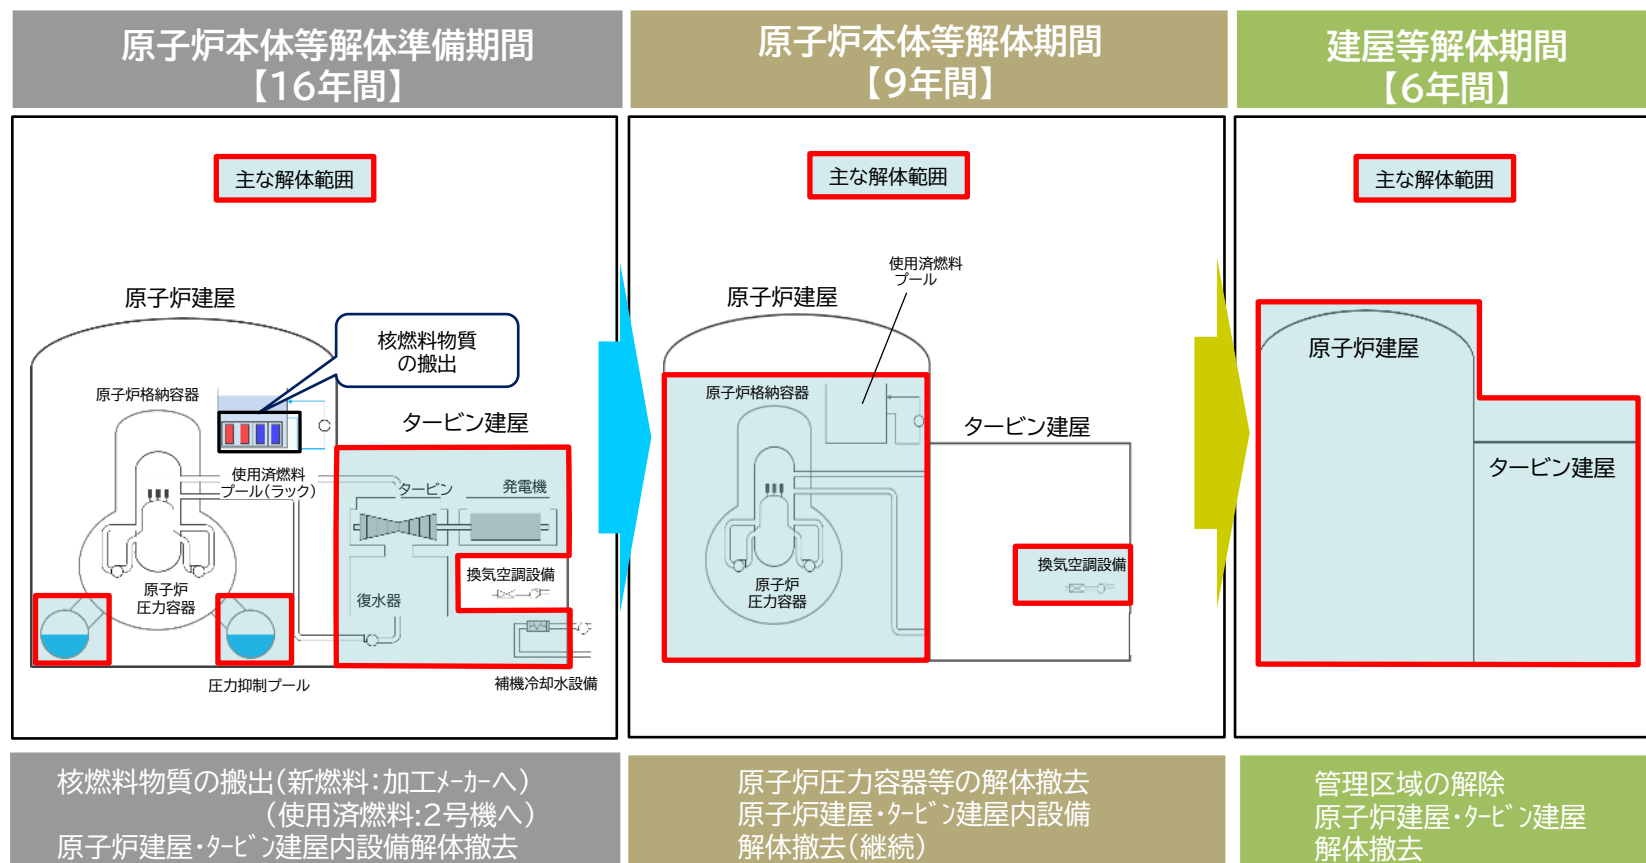 原子炉本体等解体準備期間
【16年間】
原子炉本体等解体期間
【9年間】
建屋等解体期間
【6年間】
主な解体範囲
原子炉建屋
核燃料物質
の搬出
原子炉格納容器
タービン建屋
使用済燃料
プール(ラック)
タービン
発電機
換気空調設備
原子炉
圧力容器
復水器
圧力抑制プール
補機冷却水設備
主な解体範囲
使用済燃料
プール
原子炉建屋
原子炉格納容器
タービン建屋
換気空調設備
原子炉
圧力容器
主な解体範囲
原子炉建屋
タービン建屋
核燃料物質の搬出(新燃料:加工メーカーへ)
(使用済燃料:2号機へ)
原子炉建屋・タービン建屋内設備解体撤去
原子炉圧力容器等の解体撤去
原子炉建屋・タービン建屋内設備
解体撤去(継続)
管理区域の解除
原子炉建屋・タービン建屋
解体撤去